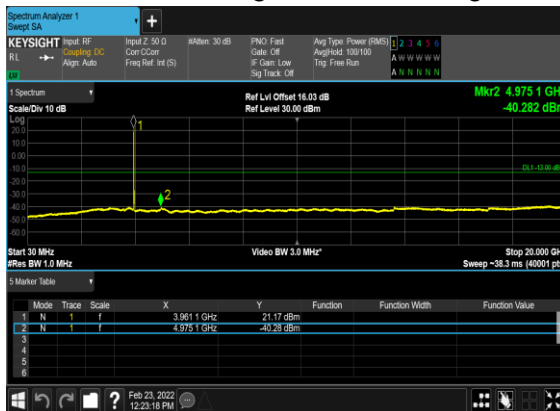 Spectrum Analyzer 1
Swept SA
KEYSIGHT Input: RF Input Z: 50 Ω #Atten: 30 dB PNO: Fast Avg Type: Power (RMS) 1 2 3 4 5 6
RL Coupling: DC Corr CCorr Gate: Off Avg|Hold: 100/100 A W W W W W
Align: Auto Freq Ref: Int (S) IF Gain: Low Trig: Free Run
Sig Track: Off A N N N N N
1 Spectrum Ref Lvl Offset 16.03 dB Mkr2 4.975 1 GH
Scale/Div 10 dB Ref Level 30.00 dBm -40.282 dB
Log
20.0 1
10.0
0.00
-10.0 DL1 -13.00 dB
-20.0
-30.0 2
-40.0
-50.0
-60.0
Start 30 MHz Video BW 3.0 MHz* Stop 20.000 GH
#Res BW 1.0 MHz Sweep ~38.3 ms (40001 pt
5 Marker Table
Mode Trace Scale X Y Function Function Width Function Value
1 N 1 f 3.961 1 GHz 21.17 dBm
2 N 1 f 4.975 1 GHz -40.28 dBm
3
4
5
6
? Feb 23, 2022
12:23:18 PM